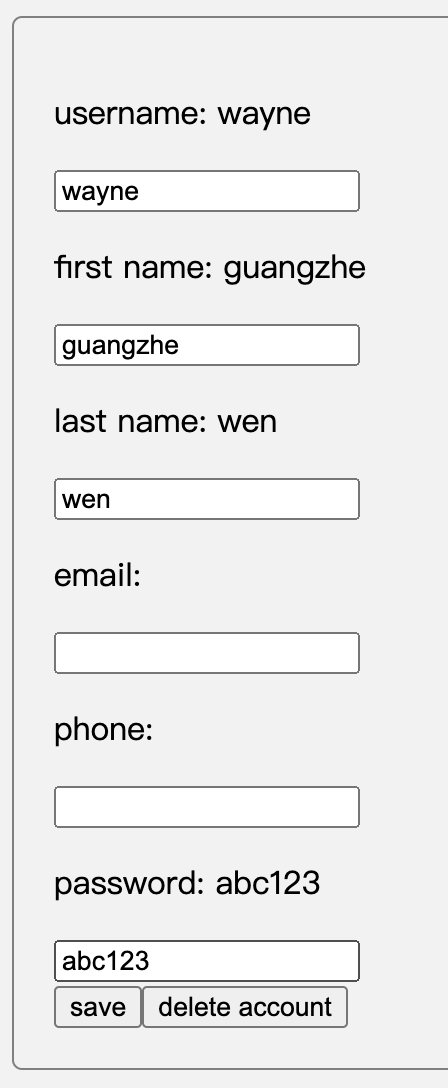 username: wayne
wayne
first name: guangzhe
guangzhe
last name: wen
wen
email:
phone:
password: abc123
abc123
save delete account